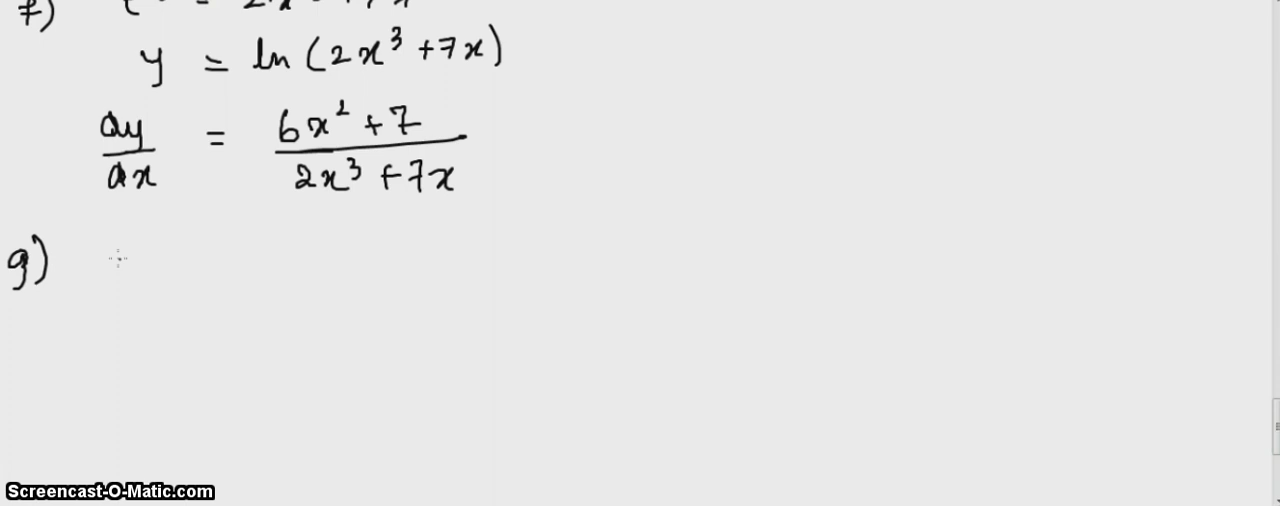 f)
y = ln (2x³ +7x)
dy/dx = (6x² +7)/(2x³ +7x)
g)
Screencast-O-Matic.com